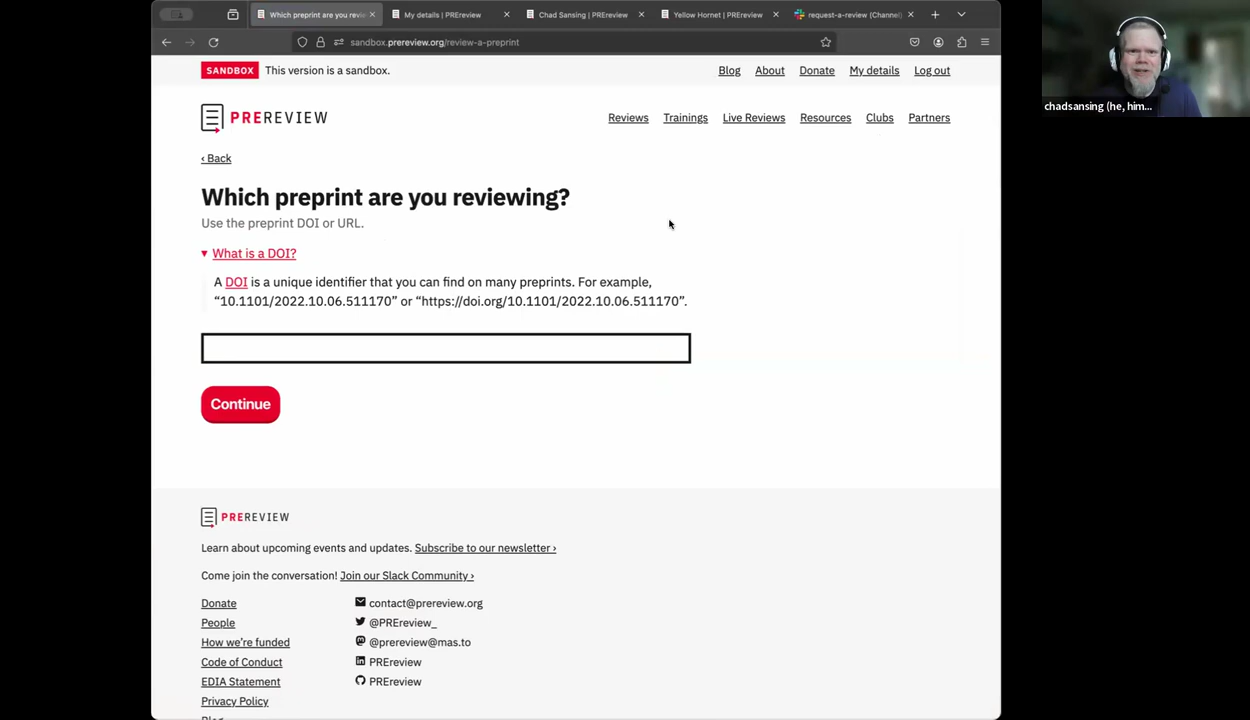 Which preprint are you revie
My details | PREreview
Chad Sansing | PREreview
Yellow Hornet | PREreview
request-a-review (Channel)
sandbox.prereview.org/review-a-preprint
SANDBOX This version is a sandbox.
Blog About Donate My details Log out
PREREVIEW
Reviews Trainings Live Reviews Resources Clubs Partners
‹ Back
Which preprint are you reviewing?
Use the preprint DOI or URL.
What is a DOI?
A DOI is a unique identifier that you can find on many preprints. For example,
“10.1101/2022.10.06.511170” or “https://doi.org/10.1101/2022.10.06.511170”.
Continue
PREREVIEW
Learn about upcoming events and updates. Subscribe to our newsletter ›
Come join the conversation! Join our Slack Community ›
Donate
People
How we’re funded
Code of Conduct
EDIA Statement
Privacy Policy
Blog
contact@prereview.org
@PREreview_
@prereview@mas.to
PREreview
PREreview
chadsansing (he, him...